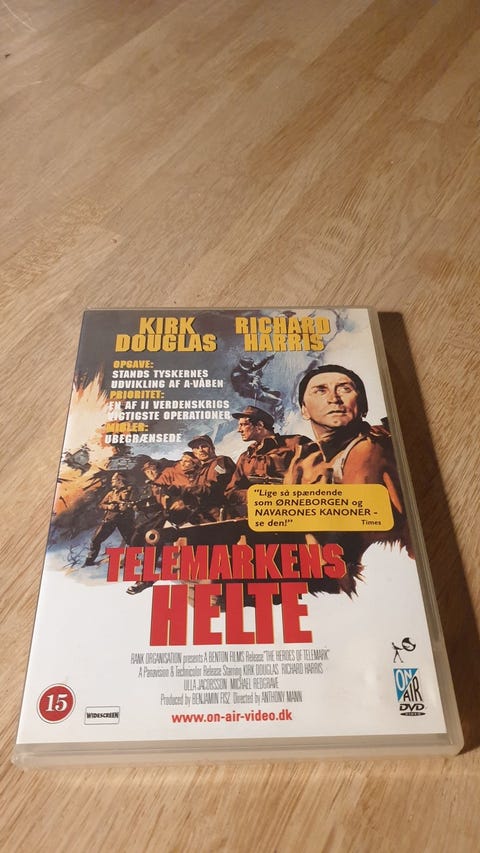 KIRK DOUGLAS
RICHARD HARRIS
OPGAVE:
STANDS TYSKERNES
UDVIKLING AF A-VÅBEN
PRIORITET:
EN AF II VERDENSKRIGS
VIGTIGSTE OPERATIONER
MIDLER:
UBEGRÆNSEDE
"Lige så spændende
som ØRNEBORGEN og
NAVARONES KANONER -
se den!"
Times
TELEMARKENS
HELTE
RANK ORGANISATION presents A BENTON FILMS Release "THE HEROES OF TELEMARK"
A Panavision & Technicolor Release Starring KIRK DOUGLAS RICHARD HARRIS
ULLA JACOBSSON MICHAEL REDGRAVE
Produced by BENJAMIN FISZ Directed by ANTHONY MANN
15
WIDESCREEN
www.on-air-video.dk
ON
AIR
DVD
VIDEO